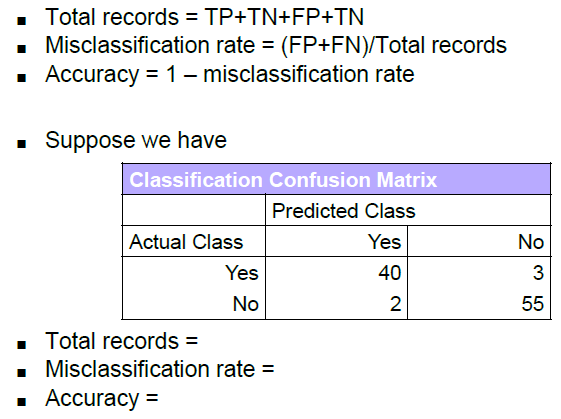 ▪ Total records = TP+TN+FP+TN
▪ Misclassification rate = (FP+FN)/Total records
▪ Accuracy = 1 – misclassification rate
▪ Suppose we have
Classification Confusion Matrix
Predicted Class
Actual Class Yes No
Yes 40 3
No 2 55
▪ Total records =
▪ Misclassification rate =
▪ Accuracy =